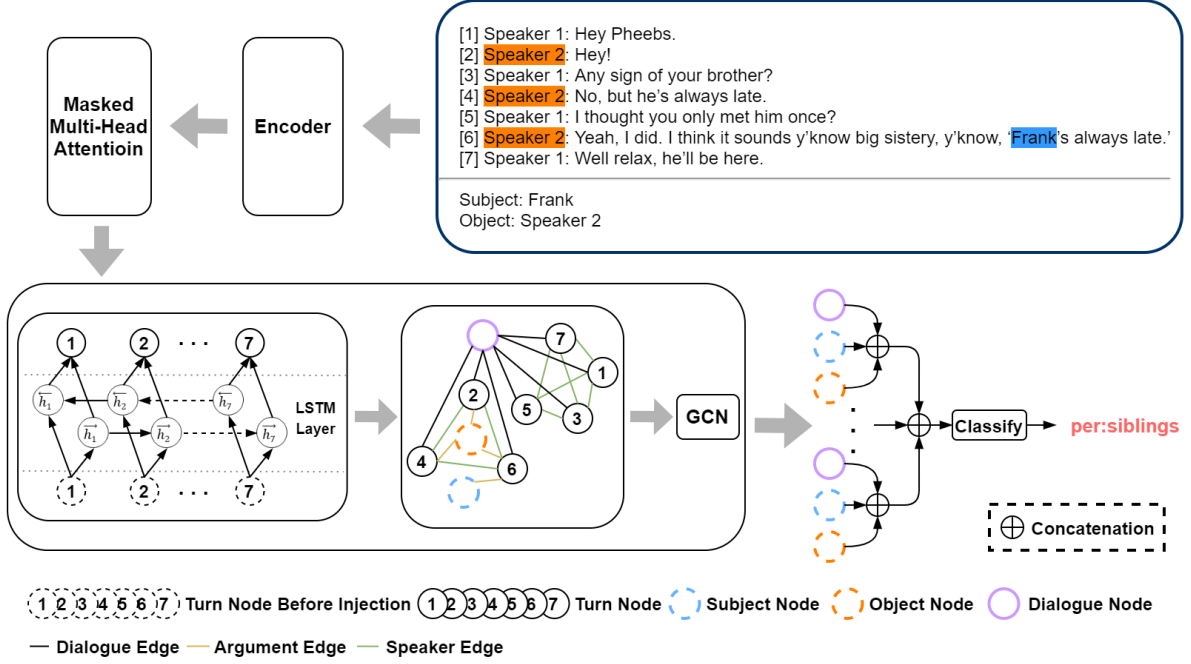 [1] Speaker 1: Hey Pheebs.
[2] Speaker 2: Hey!
[3] Speaker 1: Any sign of your brother?
[4] Speaker 2: No, but he's always late.
[5] Speaker 1: I thought you only met him once?
[6] Speaker 2: Yeah, I did. I think it sounds y'know big sistery, y'know, ‘Frank's always late.’
[7] Speaker 1: Well relax, he'll be here.
Subject: Frank
Object: Speaker 2
Encoder
Masked
Multi-Head
Attentioin
1 2 · · · 7
h1 h2 h7
h1 h2 h7
LSTM
Layer
1 2 · · · 7
7
1
2
5
3
4
6
GCN
Classify
per:siblings
Concatenation
1 2 3 4 5 6 7 Turn Node Before Injection
1 2 3 4 5 6 7 Turn Node
Subject Node
Object Node
Dialogue Node
Dialogue Edge
Argument Edge
Speaker Edge